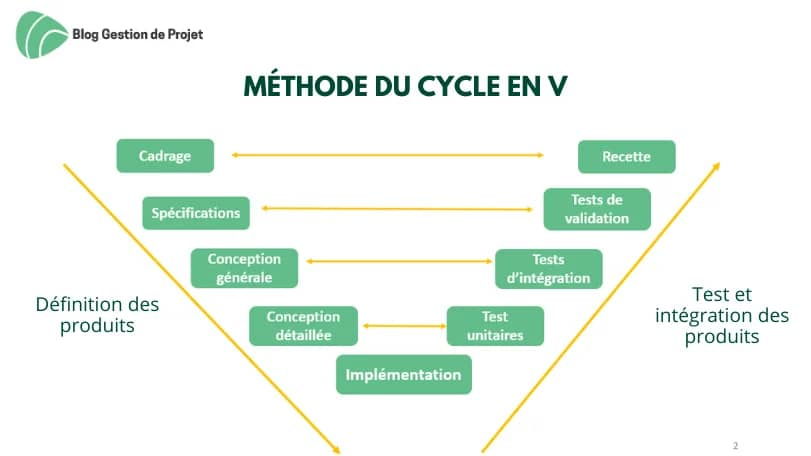 Blog Gestion de Projet
MÉTHODE DU CYCLE EN V
Cadrage
Recette
Spécifications
Tests de
validation
Conception
générale
Tests
d'intégration
Définition des
produits
Test et
intégration des
produits
Conception
détaillée
Test
unitaires
Implémentation
2